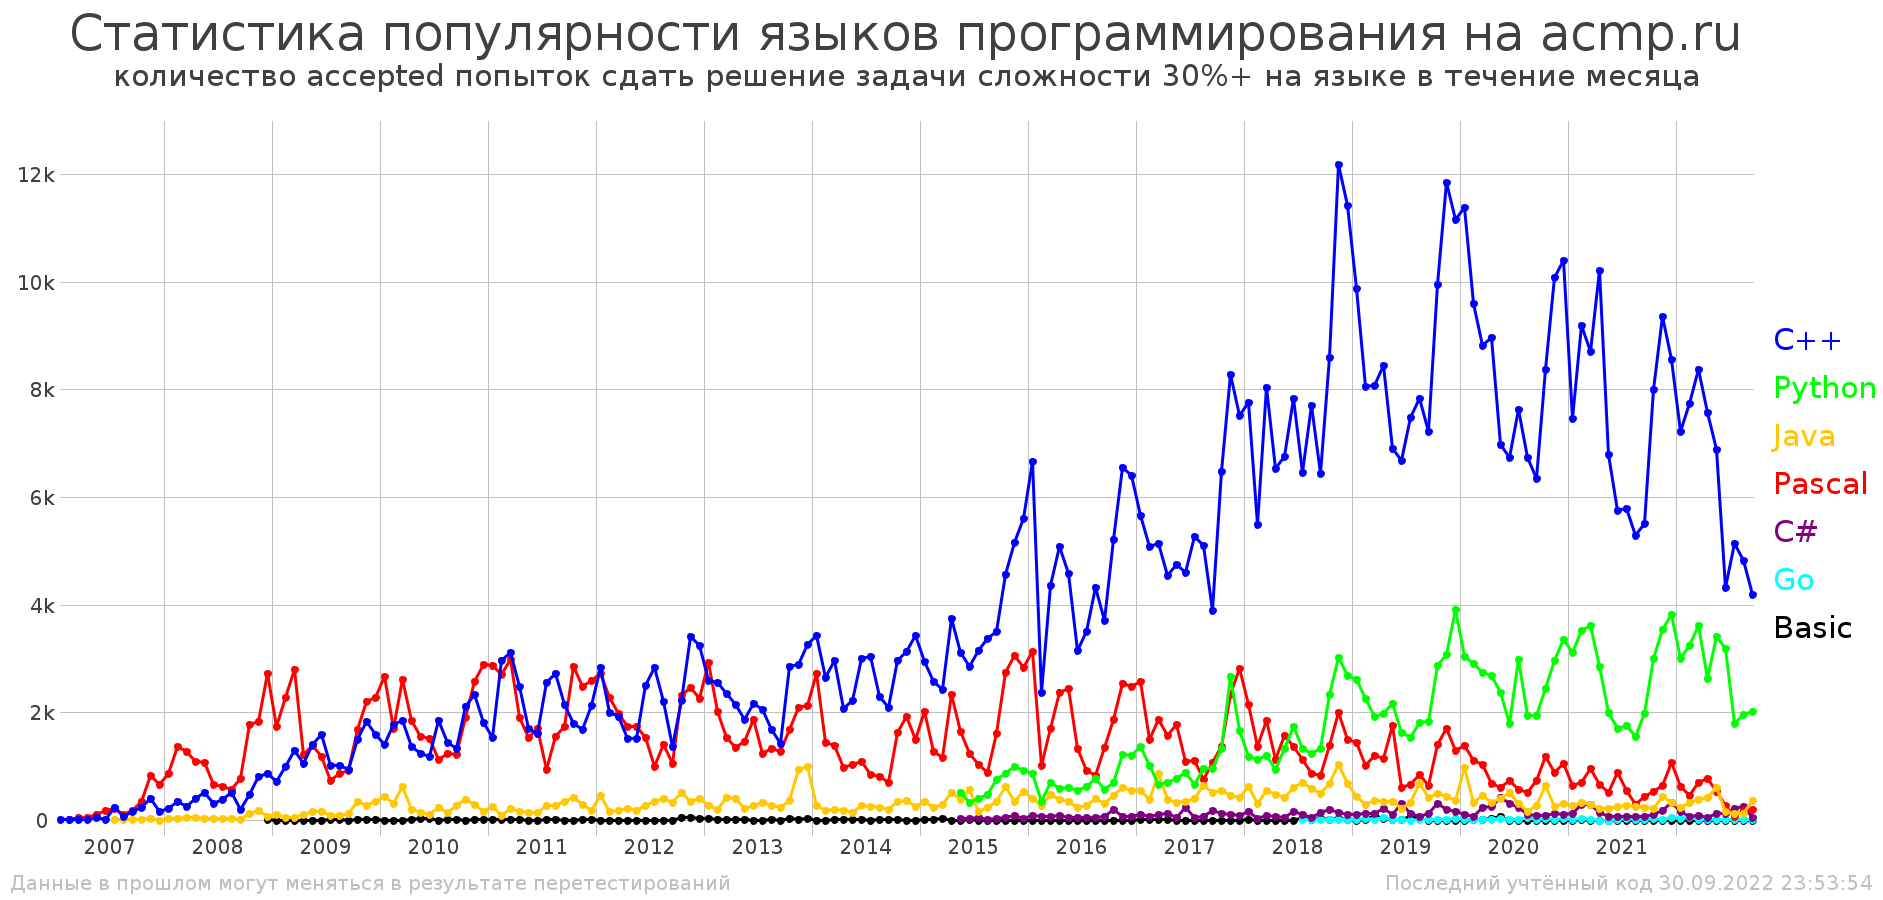 Статистика популярности языков программирования на acmp.ru
количество accepted попыток сдать решение задачи сложности 30%+ на языке в течение месяца
12k
10k
8k
6k
4k
2k
0
C++
Python
Java
Pascal
C#
Go
Basic
2007 2008 2009 2010 2011 2012 2013 2014 2015 2016 2017 2018 2019 2020 2021
Данные в прошлом могут меняться в результате перетестирований
Последний учтённый код 30.09.2022 23:53:54